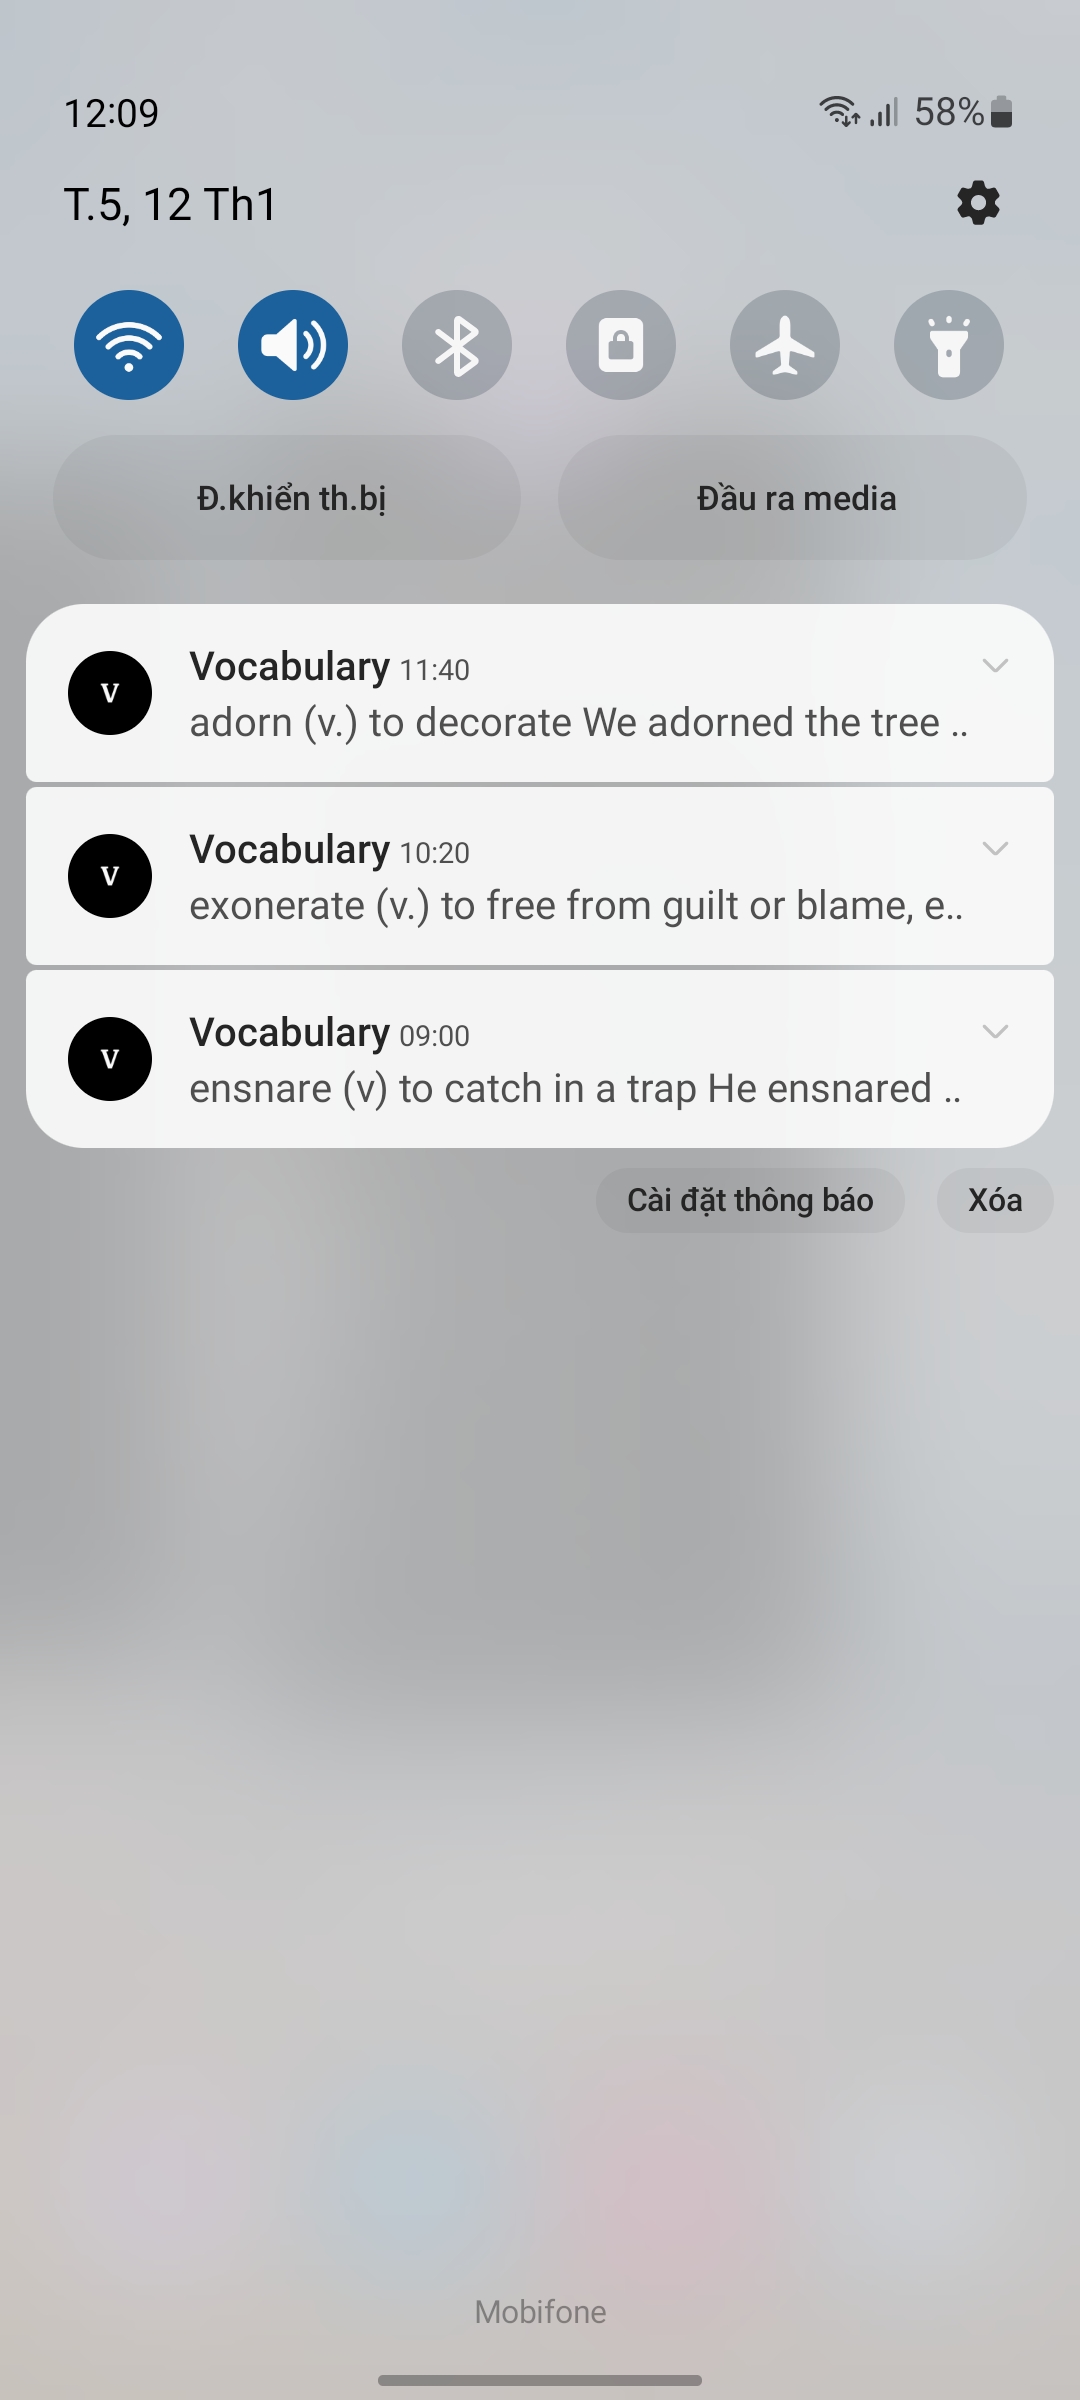 12:09
58%
T.5, 12 Th1
Đ.khiển th.bị
Đầu ra media
Vocabulary 11:40
V
adorn (v.) to decorate We adorned the tree ..
Vocabulary 10:20
V
exonerate (v.) to free from guilt or blame, e..
Vocabulary 09:00
V
ensnare (v) to catch in a trap He ensnared ..
Cài đặt thông báo
Xóa
Mobifone